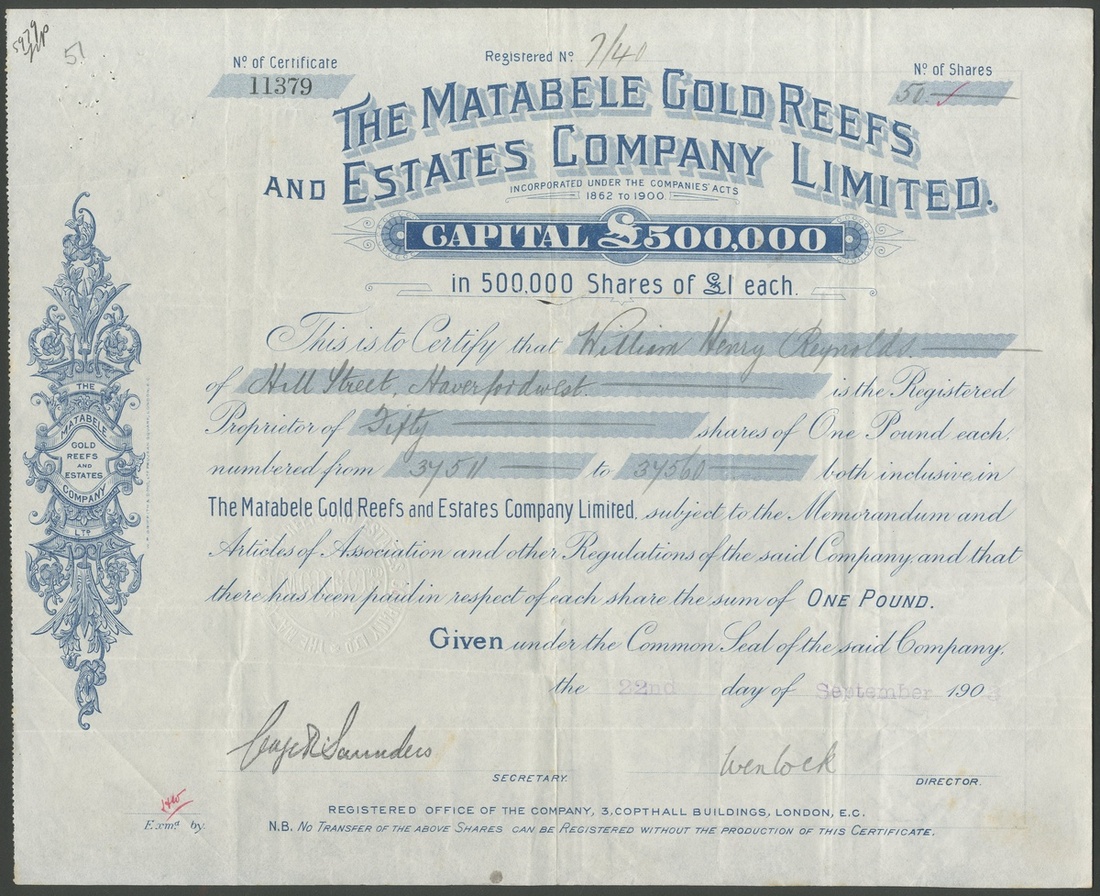 51
Nº of Certificate
11379
Registered Nº 7/40
Nº of Shares
50
THE MATABELE GOLD REEFS
AND ESTATES COMPANY LIMITED.
INCORPORATED UNDER THE COMPANIES' ACTS
1862 TO 1900.
CAPITAL £500,000
in 500,000 Shares of £1 each.
This is to Certify that William Henry Reynolds
of Hill Street, Haverfordwest. is the Registered
Proprietor of Fifty shares of One Pound each,
numbered from 37511 to 37560 both inclusive in
The Matabele Gold Reefs and Estates Company Limited, subject to the Memorandum and
Articles of Association and other Regulations of the said Company, and that
there has been paid in respect of each share the sum of ONE POUND.
Given under the Common Seal of the said Company,
the 22nd day of September 190
THE
MATABELE
GOLD
REEFS
AND
ESTATES
COMPANY
LTD
Saunders
SECRETARY.
Wenlock
DIRECTOR.
Exmd. by
REGISTERED OFFICE OF THE COMPANY, 3, COPTHALL BUILDINGS, LONDON, E.C.
N.B. NO TRANSFER OF THE ABOVE SHARES CAN BE REGISTERED WITHOUT THE PRODUCTION OF THIS CERTIFICATE.